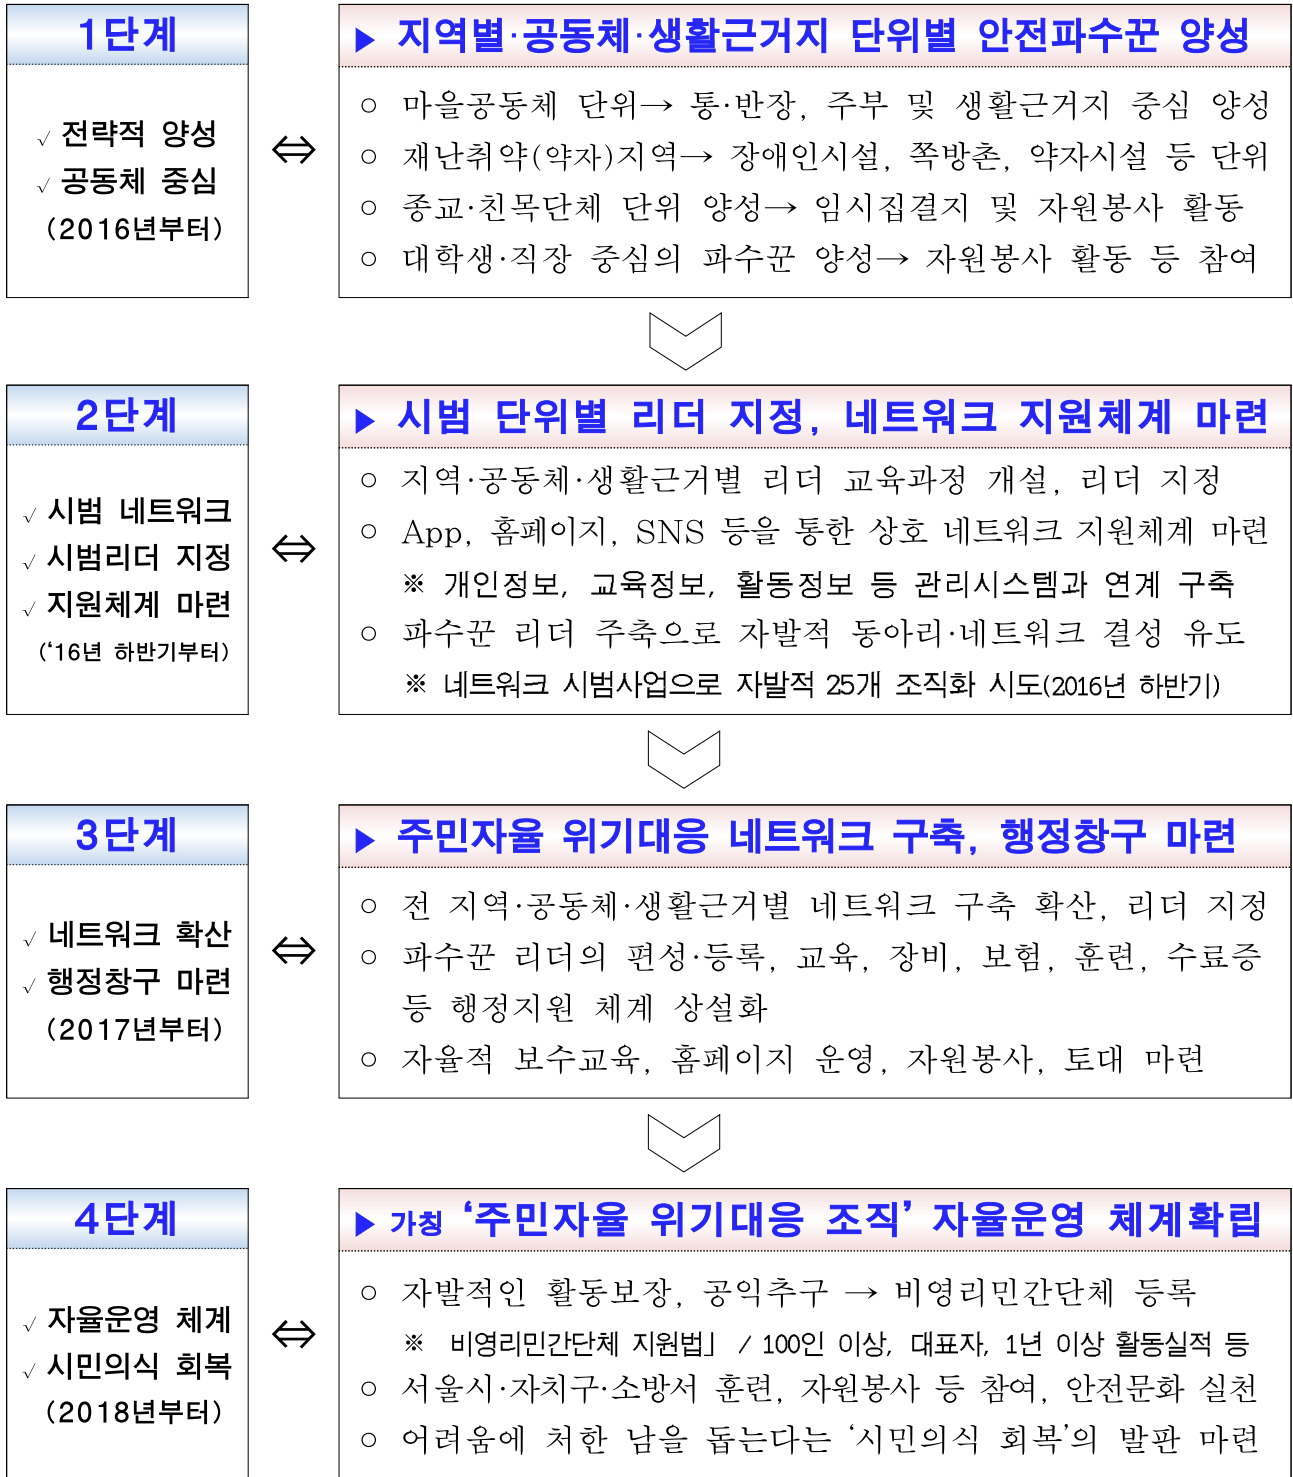 1단계
▶ 지역별·공동체·생활근거지 단위별 안전파수꾼 양성
√ 전략적 양성
√ 공동체 중심
(2016년부터)
⇔
○ 마을공동체 단위→ 통·반장, 주부 및 생활근거지 중심 양성
○ 재난취약(약자)지역→ 장애인시설, 쪽방촌, 약자시설 등 단위
○ 종교·친목단체 단위 양성→ 임시집결지 및 자원봉사 활동
○ 대학생·직장 중심의 파수꾼 양성→ 자원봉사 활동 등 참여
2단계
▶ 시범 단위별 리더 지정, 네트워크 지원체계 마련
√ 시범 네트워크
√ 시범리더 지정
√ 지원체계 마련
(‘16년 하반기부터)
⇔
○ 지역·공동체·생활근거별 리더 교육과정 개설, 리더 지정
○ App, 홈페이지, SNS 등을 통한 상호 네트워크 지원체계 마련
※ 개인정보, 교육정보, 활동정보 등 관리시스템과 연계 구축
○ 파수꾼 리더 주축으로 자발적 동아리·네트워크 결성 유도
※ 네트워크 시범사업으로 자발적 25개 조직화 시도(2016년 하반기)
3단계
▶ 주민자율 위기대응 네트워크 구축, 행정창구 마련
√ 네트워크 확산
√ 행정창구 마련
(2017년부터)
⇔
○ 전 지역·공동체·생활근거별 네트워크 구축 확산, 리더 지정
○ 파수꾼 리더의 편성·등록, 교육, 장비, 보험, 훈련, 수료증
등 행정지원 체계 상설화
○ 자율적 보수교육, 홈페이지 운영, 자원봉사, 토대 마련
4단계
▶ 가칭 ‘주민자율 위기대응 조직’ 자율운영 체계확립
√ 자율운영 체계
√ 시민의식 회복
(2018년부터)
⇔
○ 자발적인 활동보장, 공익추구 → 비영리민간단체 등록
※ 비영리민간단체 지원법」 / 100인 이상, 대표자, 1년 이상 활동실적 등
○ 서울시·자치구·소방서 훈련, 자원봉사 등 참여, 안전문화 실천
○ 어려움에 처한 남을 돕는다는 ‘시민의식 회복’의 발판 마련